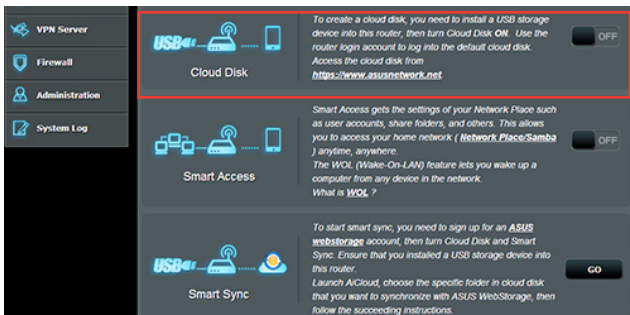 VPN Server
Firewall
Administration
System Log
USB
Cloud Disk
To create a cloud disk, you need to install a USB storage
device into this router, then turn Cloud Disk ON. Use the
router login account to log into the default cloud disk.
Access the cloud disk from
https://www.asusnetwork.net.
OFF
Smart Access
Smart Access gets the settings of your Network Place such
as user accounts, share folders, and others. This allows
you to access your home network ( Network Place/Samba
) anytime, anywhere.
The WOL (Wake-On-LAN) feature lets you wake up a
computer from any device in the network.
What is WOL ?
OFF
USB
Smart Sync
To start smart sync, you need to sign up for an ASUS
webstorage account, then turn Cloud Disk and Smart
Sync. Ensure that you installed a USB storage device into
this router.
Launch AiCloud, choose the specific folder in cloud disk
that you want to synchronize with ASUS WebStorage, then
follow the succeeding instructions.
GO